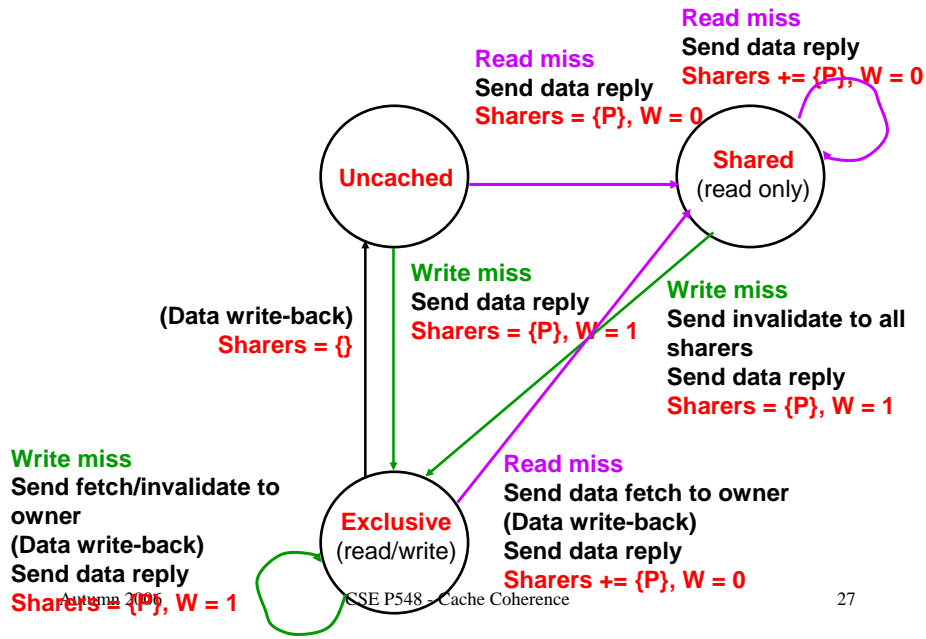 Read miss
Send data reply
Sharers += {P}, W = 0
Read miss
Send data reply
Sharers = {P}, W = 0
Uncached
Shared
(read only)
Write miss
Send data reply
Sharers = {P}, W = 1
(Data write-back)
Sharers = {}
Write miss
Send invalidate to all
sharers
Send data reply
Sharers = {P}, W = 1
Write miss
Send fetch/invalidate to
owner
(Data write-back)
Send data reply
Sharers = {P}, W = 1
Exclusive
(read/write)
Read miss
Send data fetch to owner
(Data write-back)
Send data reply
Sharers += {P}, W = 0
Autumn 2006
CSE P548 - Cache Coherence
27